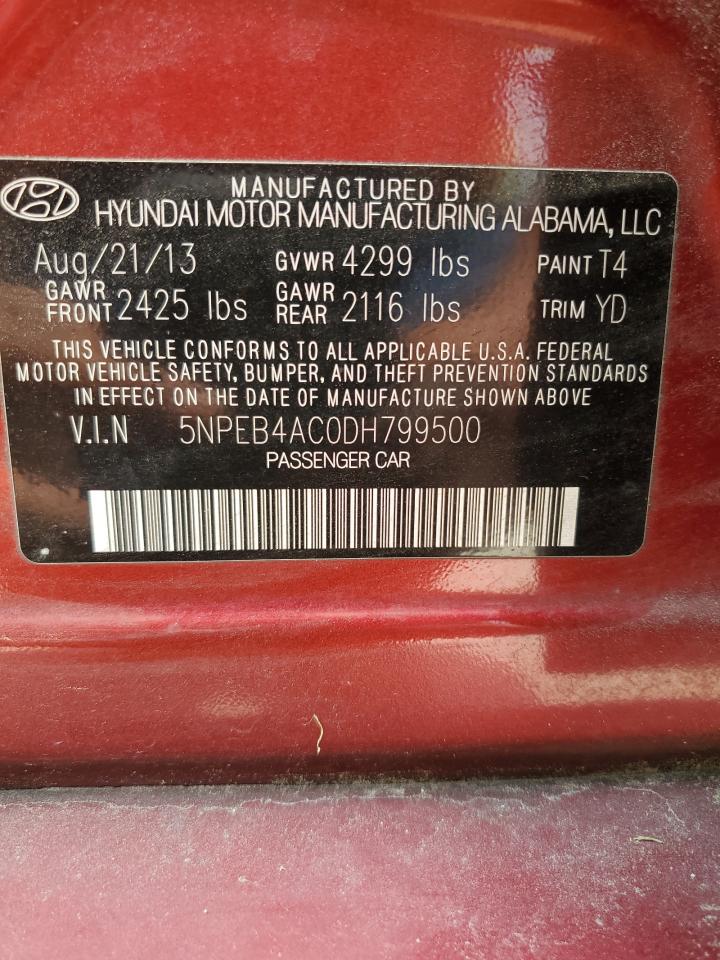 MANUFACTURED BY
HYUNDAI MOTOR MANUFACTURING ALABAMA, LLC
Aug/21/13 GVWR 4299 lbs PAINT T4
GAWR FRONT 2425 lbs GAWR REAR 2116 lbs TRIM YD
THIS VEHICLE CONFORMS TO ALL APPLICABLE U.S.A. FEDERAL
MOTOR VEHICLE SAFETY, BUMPER, AND THEFT PREVENTION STANDARDS
IN EFFECT ON THE DATE OF MANUFACTURE SHOWN ABOVE
V.I.N 5NPEB4AC0DH799500
PASSENGER CAR